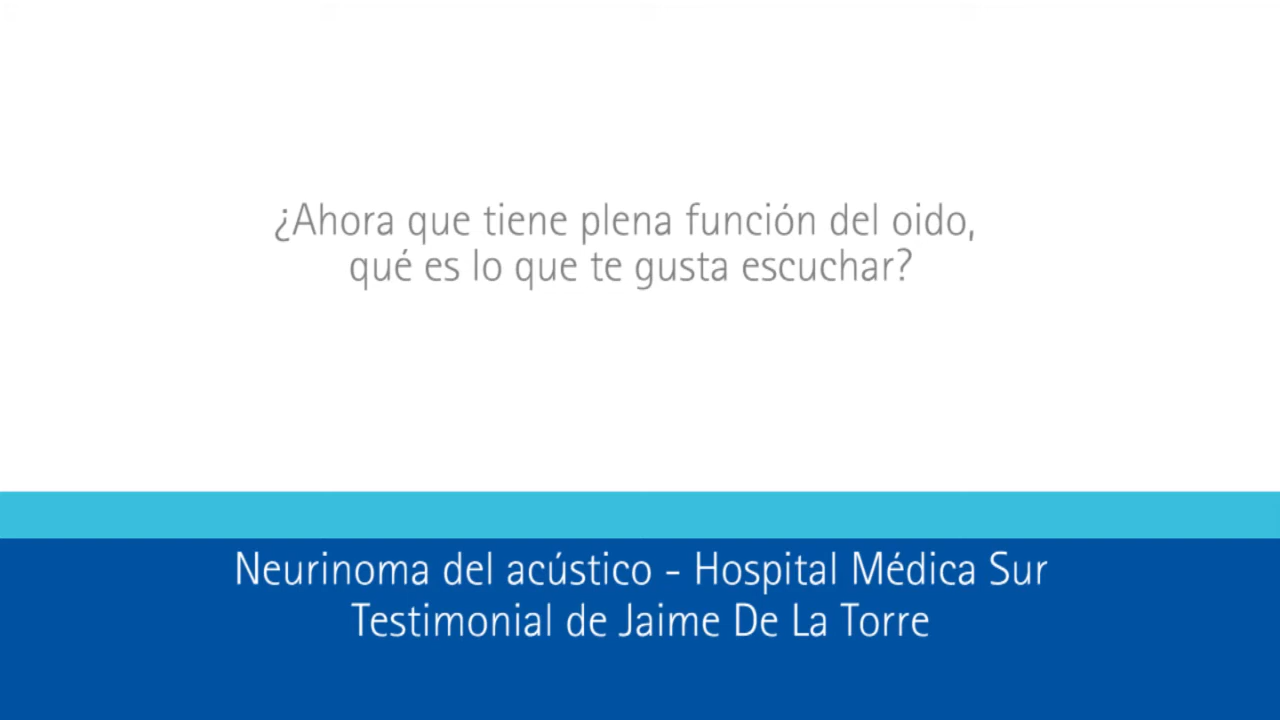 ¿Ahora que tiene plena función del oido,
qué es lo que te gusta escuchar?
Neurinoma del acústico - Hospital Médica Sur
Testimonial de Jaime De La Torre